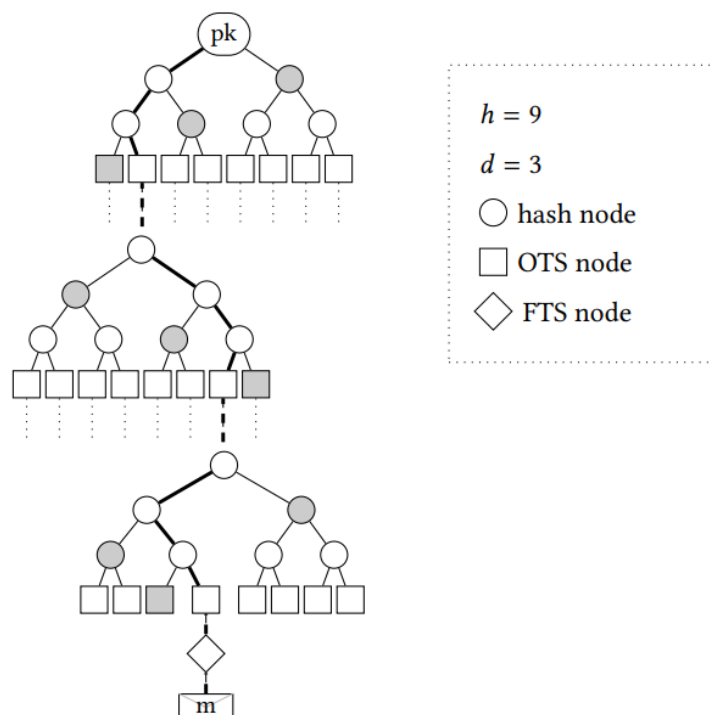 pk
h = 9
d = 3
hash node
OTS node
FTS node
m